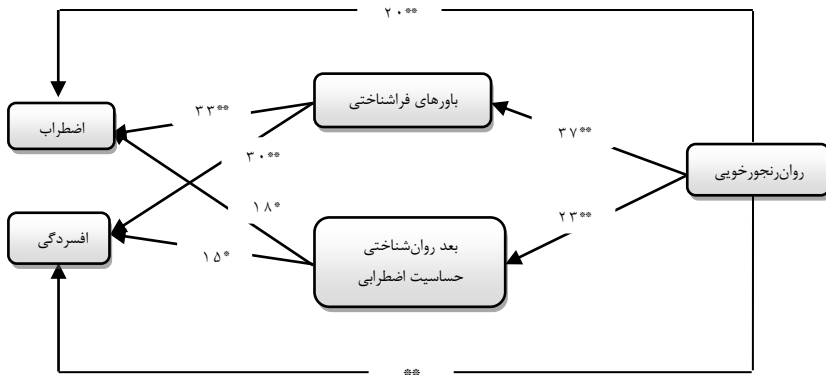 ۲۰**
باورهای فراشناختی
۳۳**
اضطراب
۳۷**
۳۰**
روان‌رنجورخویی
۱۸*
۲۳**
افسردگی
بعد روان‌شناختی
حساسیت اضطرابی
۱۵*
**